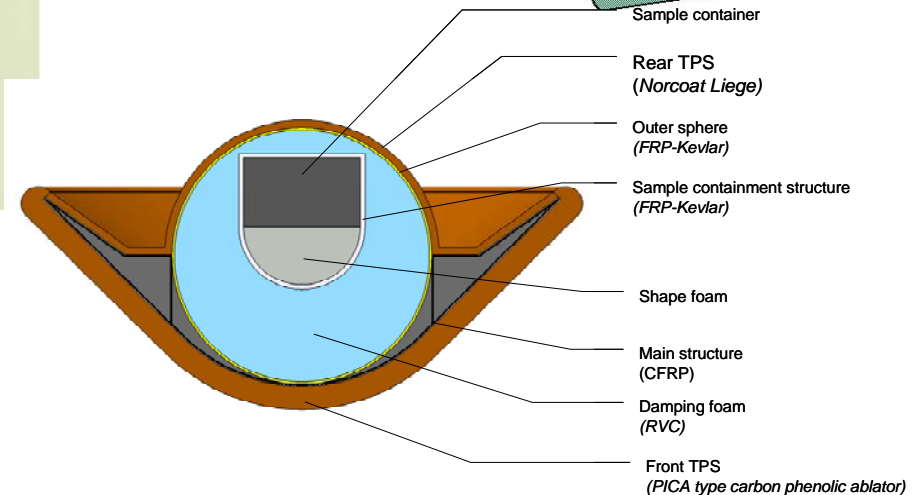 Sample container
Rear TPS
(Norcoat Liege)
Outer sphere
(FRP-Kevlar)
Sample containment structure
(FRP-Kevlar)
Shape foam
Main structure
(CFRP)
Damping foam
(RVC)
Front TPS
(PICA type carbon phenolic ablator)